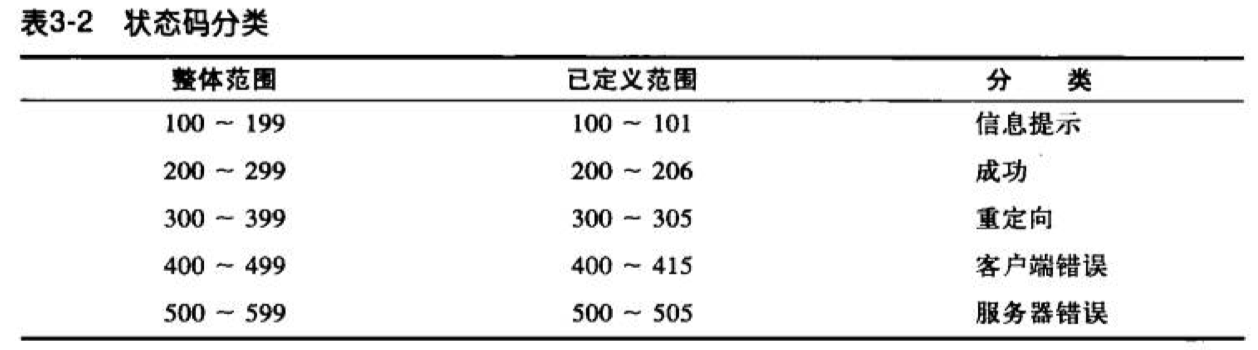 表3-2 状态码分类
整体范围 已定义范围 分 类
100 ~ 199 100 ~ 101 信息提示
200 ~ 299 200 ~ 206 成功
300 ~ 399 300 ~ 305 重定向
400 ~ 499 400 ~ 415 客户端错误
500 ~ 599 500 ~ 505 服务器错误